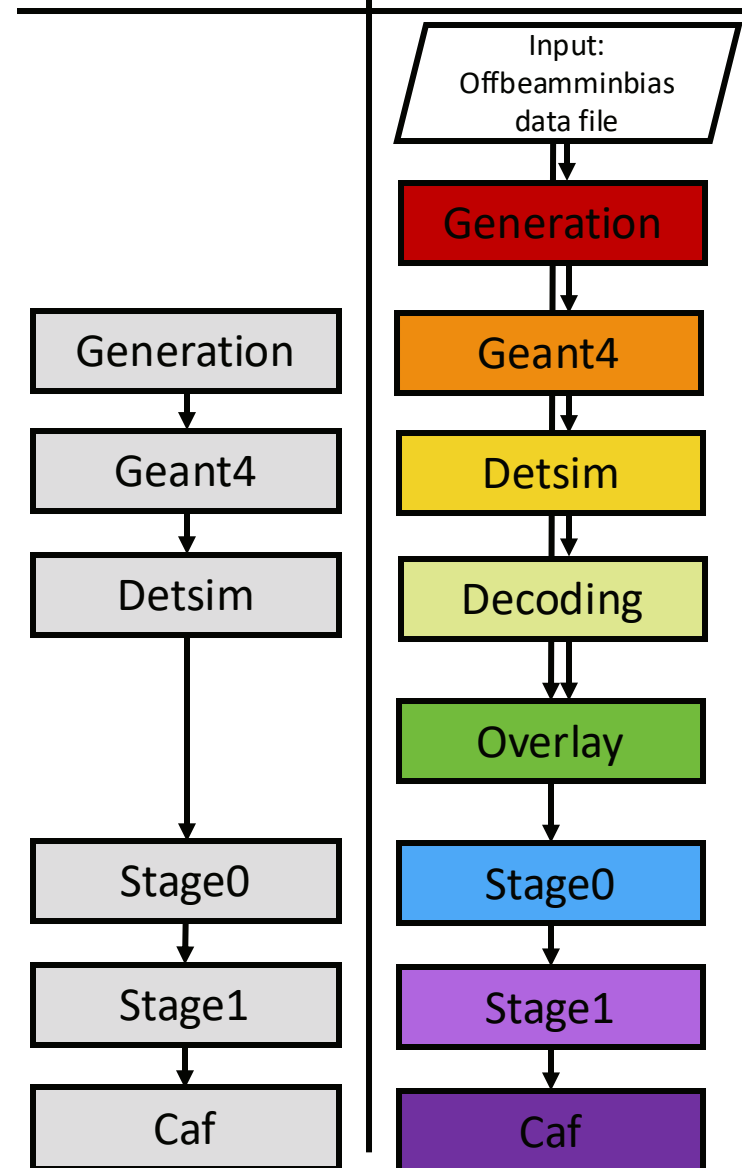 Generation
Geant4
Detsim
Stage0
Stage1
Caf
Input:
Offbeamminbias
data file
Generation
Geant4
Detsim
Decoding
Overlay
Stage0
Stage1
Caf